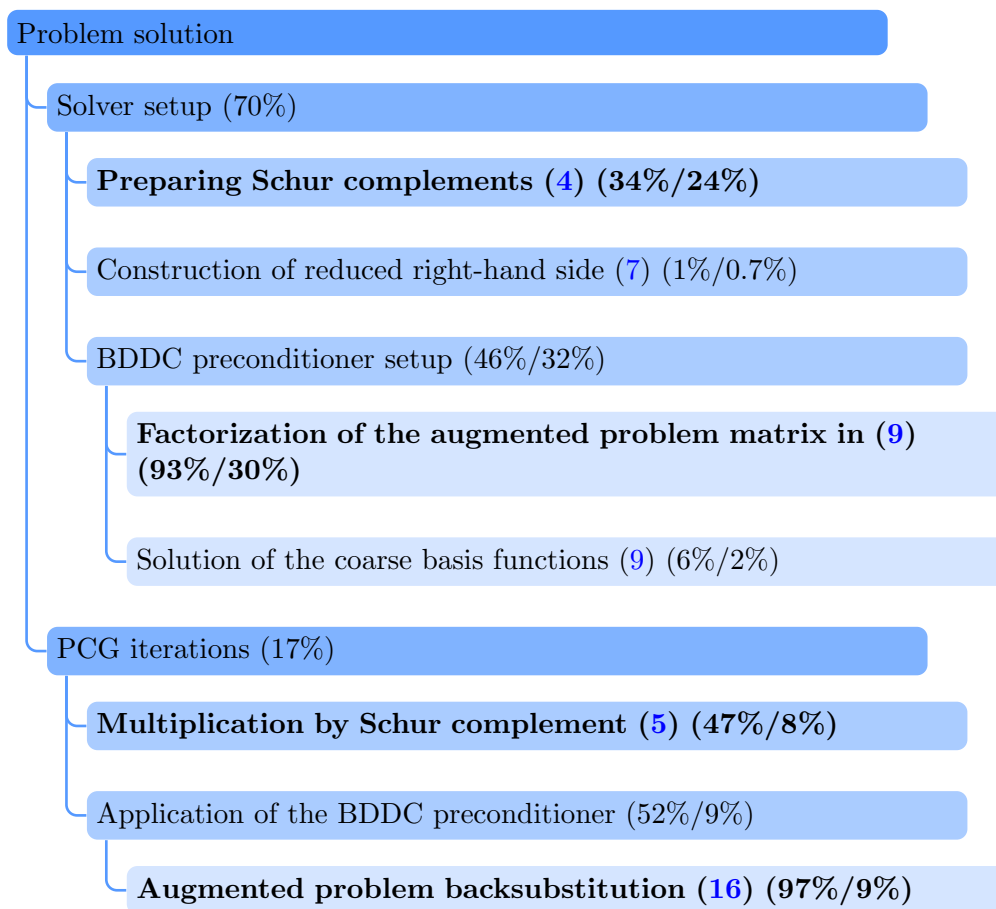 Problem solution
Solver setup (70%)
Preparing Schur complements (4) (34%/24%)
Construction of reduced right-hand side (7) (1%/0.7%)
BDDC preconditioner setup (46%/32%)
Factorization of the augmented problem matrix in (9)
(93%/30%)
Solution of the coarse basis functions (9) (6%/2%)
PCG iterations (17%)
Multiplication by Schur complement (5) (47%/8%)
Application of the BDDC preconditioner (52%/9%)
Augmented problem backsubstitution (16) (97%/9%)